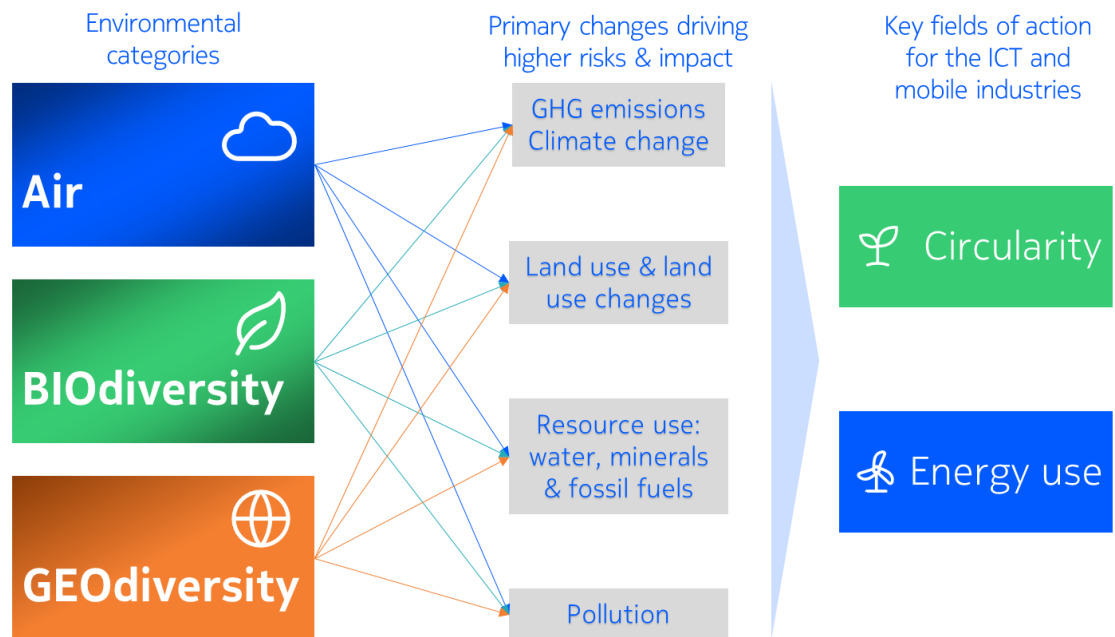 Environmental
categories
Primary changes driving
higher risks & impact
Key fields of action
for the ICT and
mobile industries
Air
BIOdiversity
GEOdiversity
GHG emissions
Climate change
Land use & land
use changes
Resource use:
water, minerals
& fossil fuels
Pollution
Circularity
Energy use